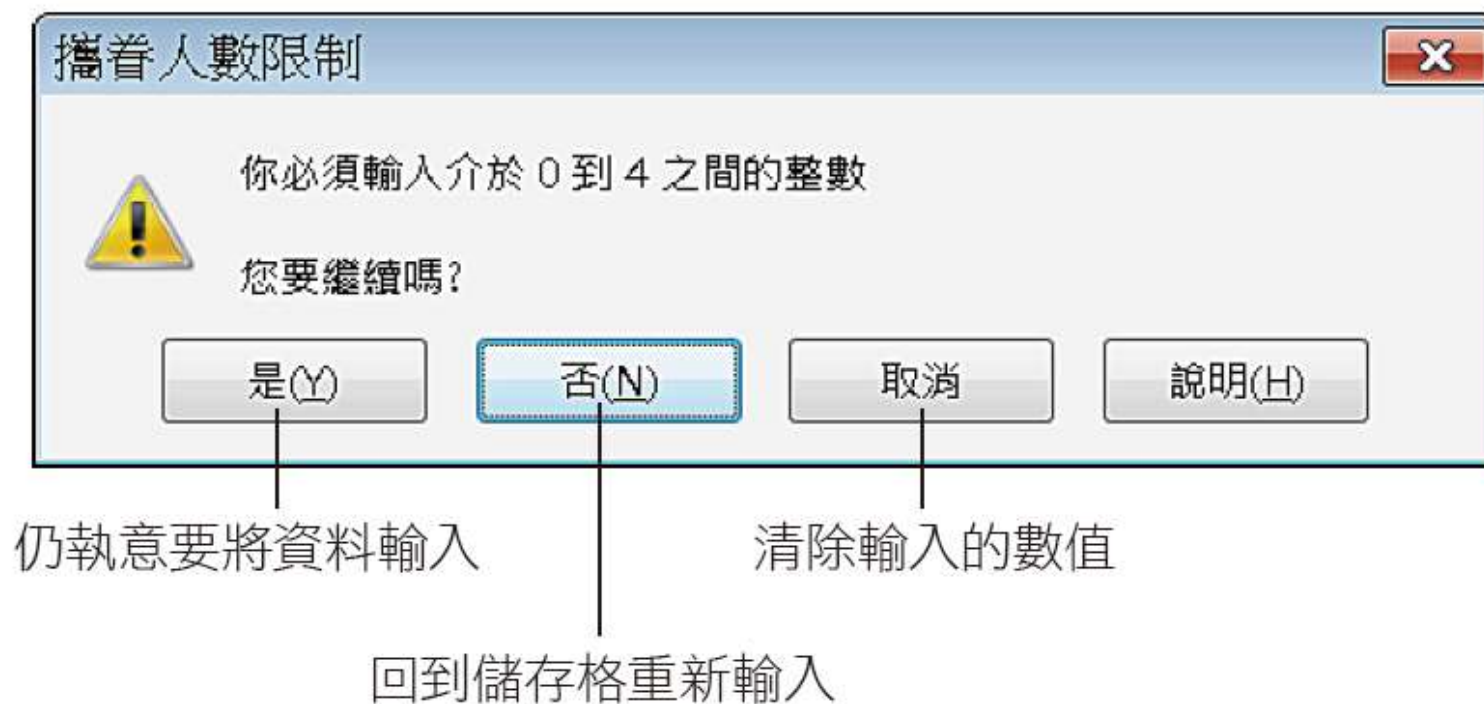 攜眷人數限制
你必須輸入介於 0 到 4 之間的整數
您要繼續嗎?
是(Y) 否(N) 取消 說明(H)
仍執意要將資料輸入 清除輸入的數值
回到儲存格重新輸入